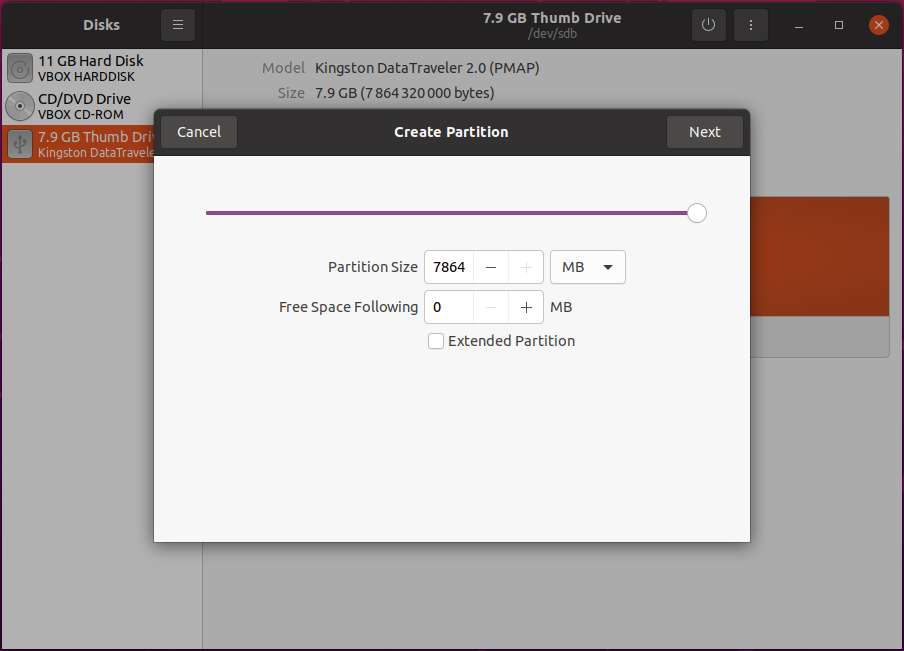 Disks
7.9 GB Thumb Drive
/dev/sdb
11 GB Hard Disk
VBOX HARDDISK
CD/DVD Drive
VBOX CD-ROM
7.9 GB Thumb
Kingston
Model Kingston DataTraveler 2.0 (PMAP)
Size 7.9 GB (7 864 320 000 bytes)
Cancel
Create Partition
Next
Partition Size 7864 − + MB
Free Space Following 0 − + MB
Extended Partition